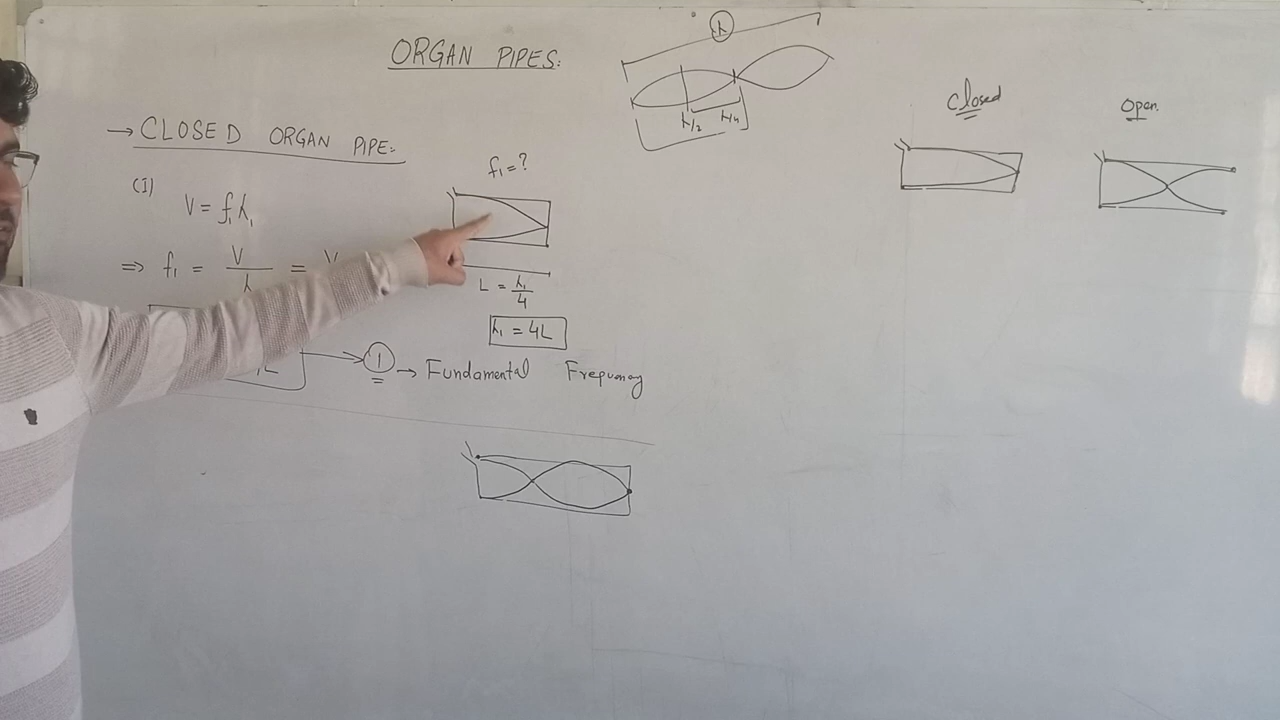 ORGAN PIPES:
λ
λ/2 λ/4
Closed
Open
→ CLOSED ORGAN PIPE:
f₁ = ?
(I)
V = f₁λ₁
⇒ f₁ = V/λ = V
L = λ₁/4
λ₁ = 4L
L → 1 → Fundamental Frequency